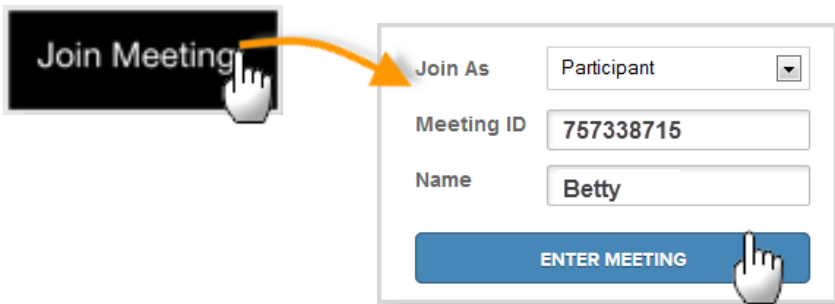 Join Meeting
Join As Participant
Meeting ID 757338715
Name Betty
ENTER MEETING